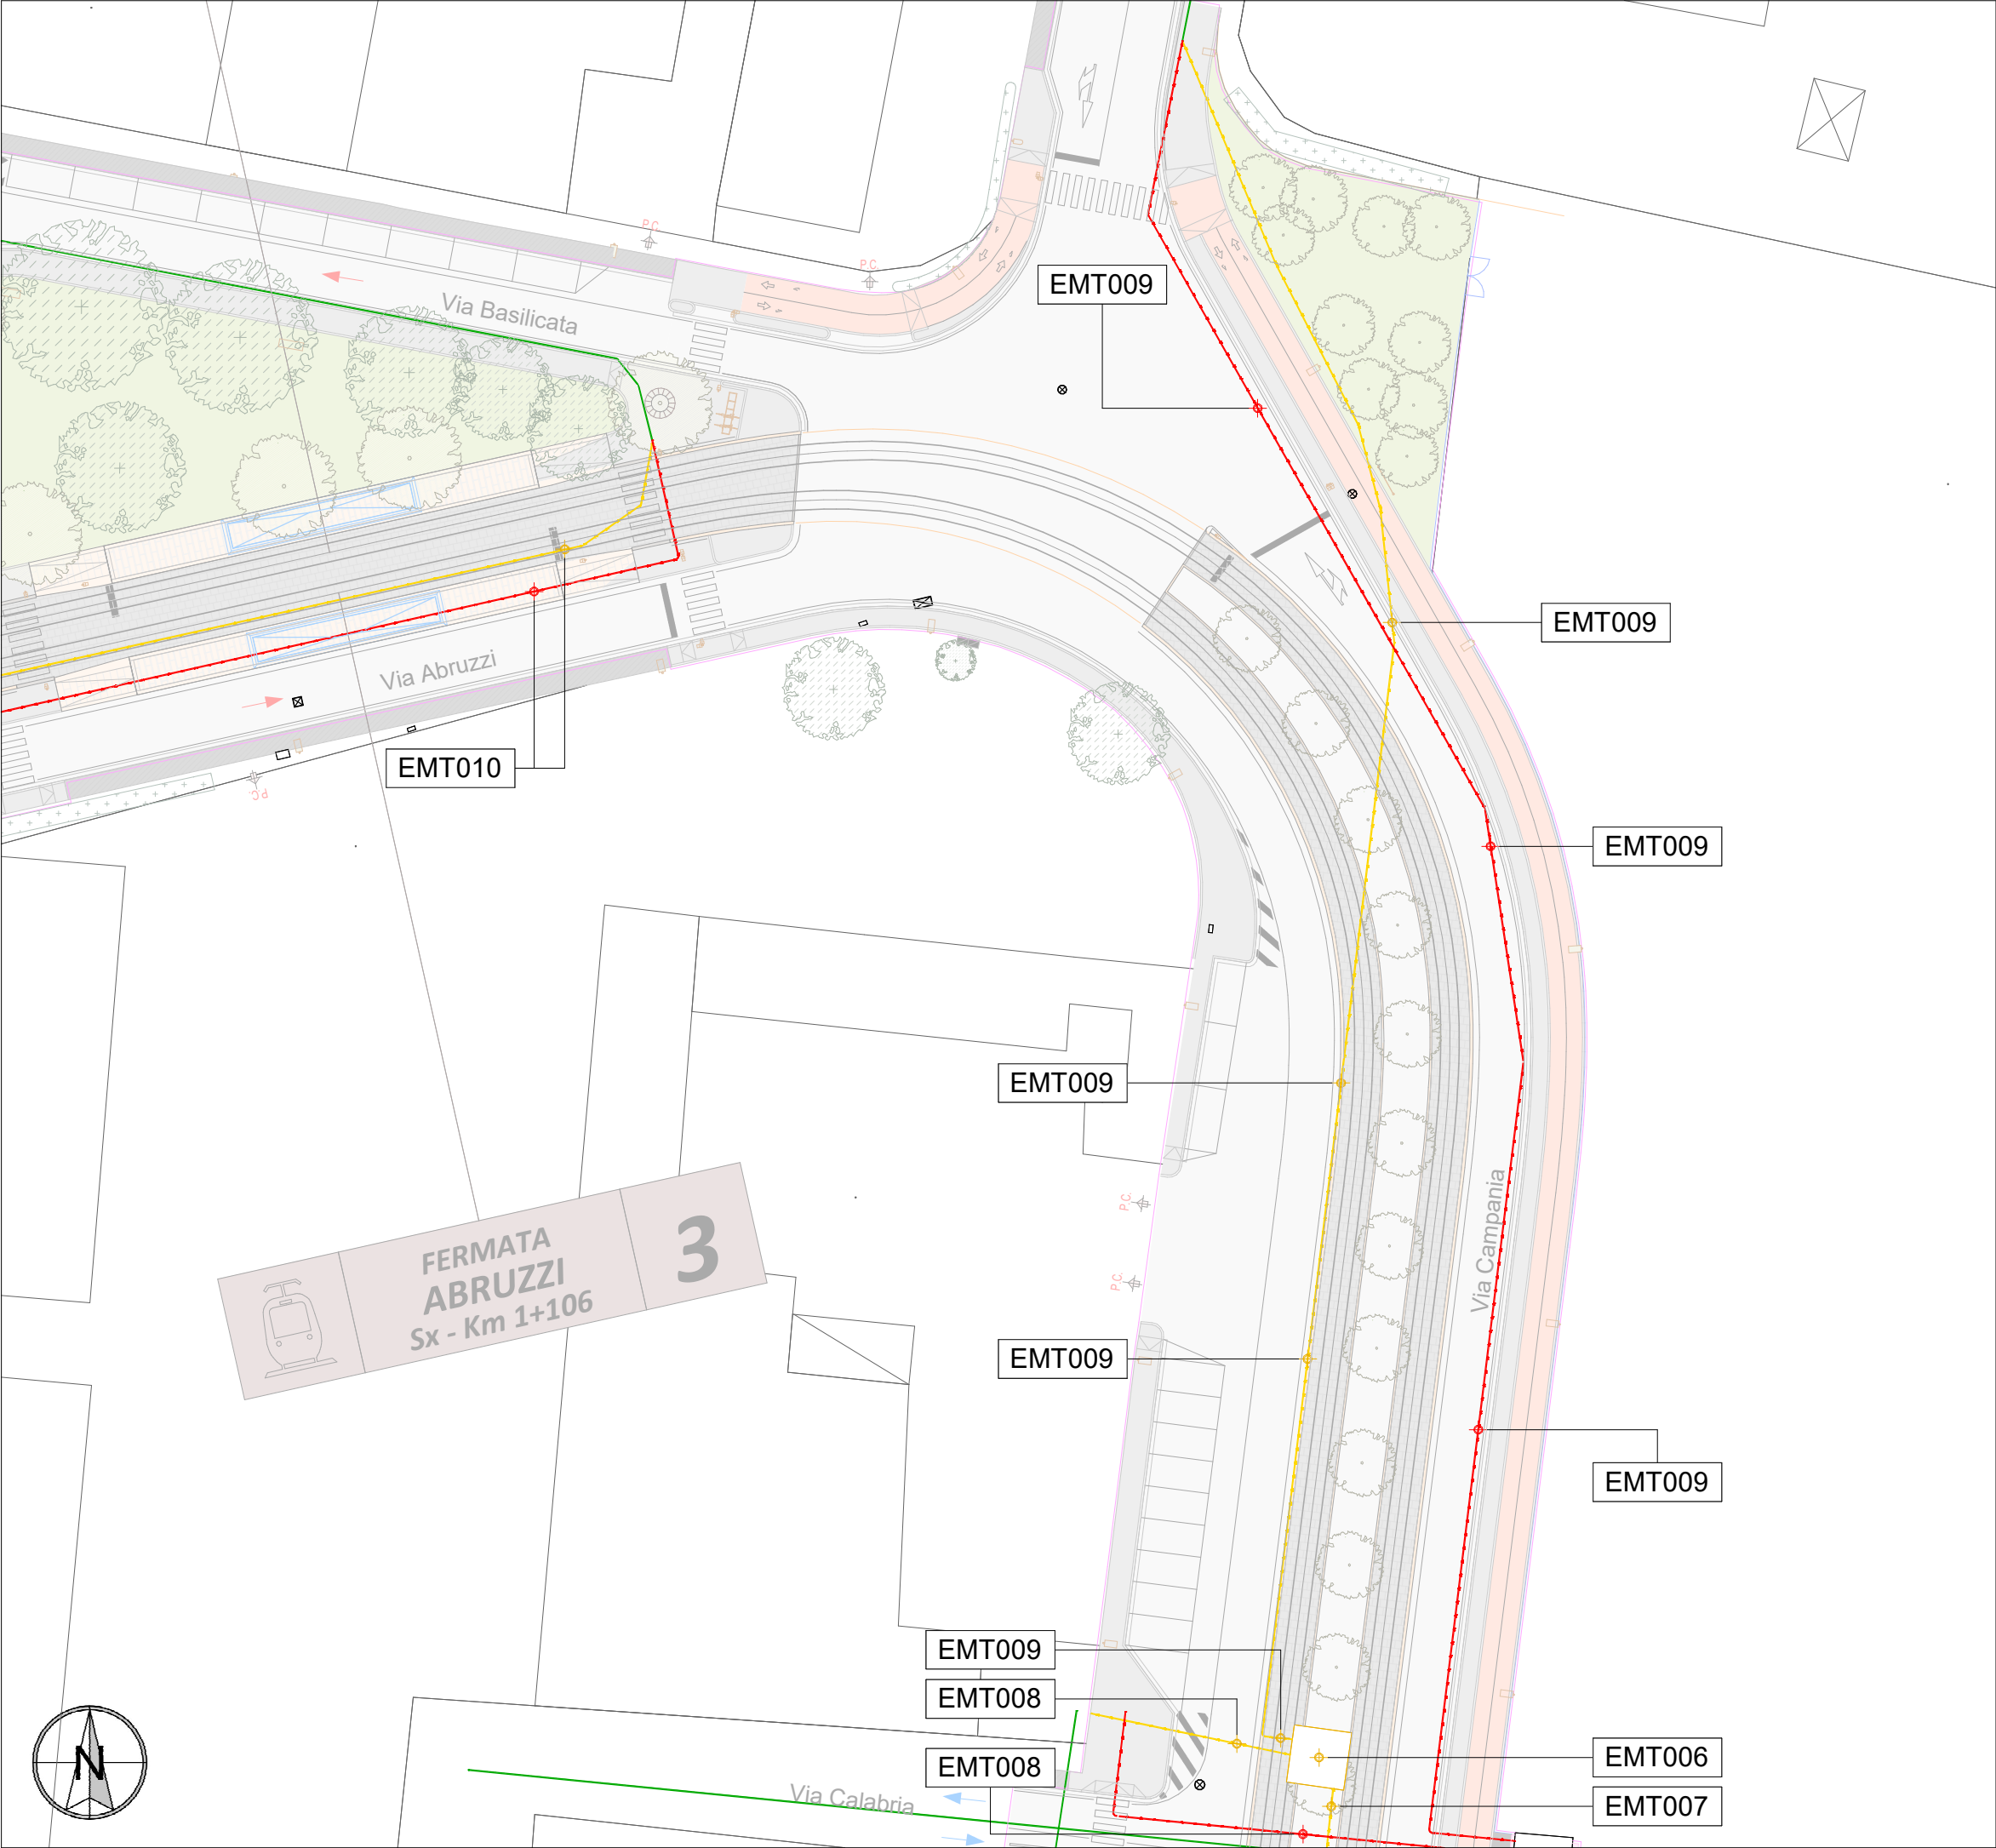 P.C.
P.C.
EMT009
Via Basilicata
EMT009
Via Abruzzi
EMT010
P.C.
EMT009
EMT009
P.C.
Via Campania
FERMATA
ABRUZZI
Sx - Km 1+106
3
P.C.
EMT009
EMT009
EMT009
EMT008
EMT006
EMT008
Via Calabria
EMT007
N